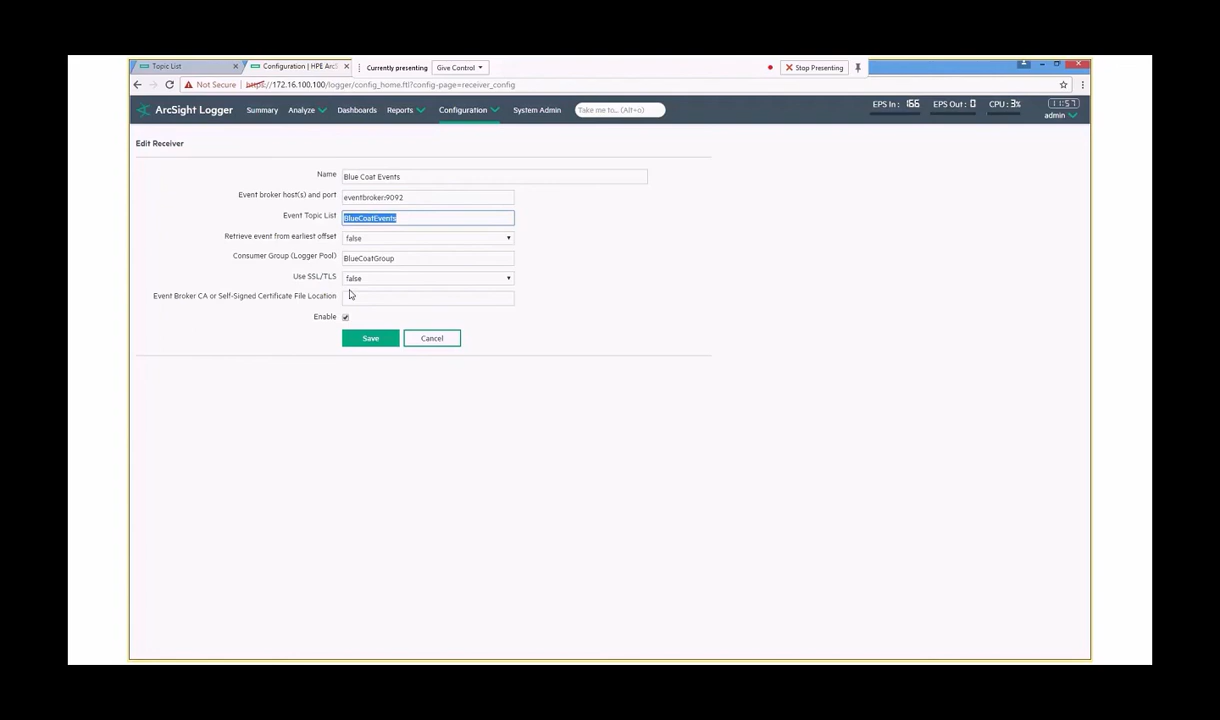 Topic List
Configuration | HPE ArcS
Currently presenting
Give Control
Stop Presenting
Not Secure
https://172.16.100.100/logger/config_home.ftl?config-page=receiver_config
ArcSight Logger Summary Analyze Dashboards Reports Configuration System Admin Take me to... (Alt+o) EPS In : 166 EPS Out : 0 CPU : 3% 11:57
admin
Edit Receiver
Name Blue Coat Events
Event broker host(s) and port eventbroker:9092
Event Topic List BlueCoatEvents
Retrieve event from earliest offset false
Consumer Group (Logger Pool) BlueCoatGroup
Use SSL/TLS false
Event Broker CA or Self-Signed Certificate File Location
Enable
Save Cancel